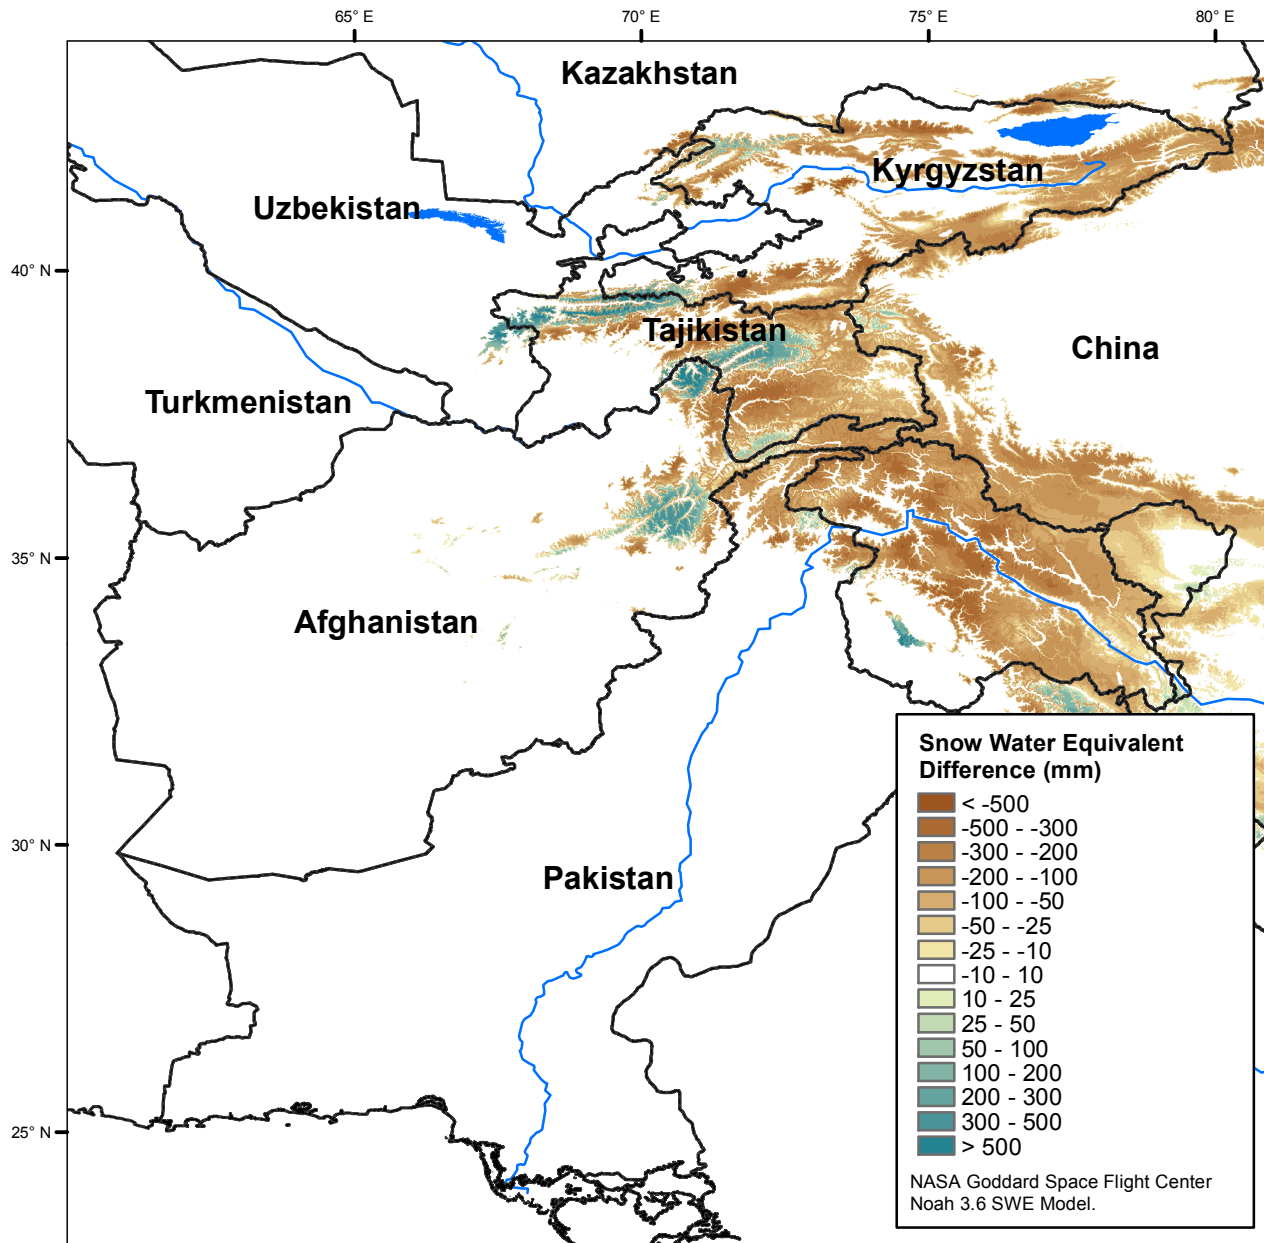 65° E
70° E
75° E
80° E
Kazakhstan
Kyrgyzstan
Uzbekistan
40° N
Tajikistan
China
Turkmenistan
35° N
Afghanistan
30° N
Pakistan
25° N
Snow Water Equivalent
Difference (mm)
< -500
-500 - -300
-300 - -200
-200 - -100
-100 - -50
-50 - -25
-25 - -10
-10 - 10
10 - 25
25 - 50
50 - 100
100 - 200
200 - 300
300 - 500
> 500
NASA Goddard Space Flight Center
Noah 3.6 SWE Model.